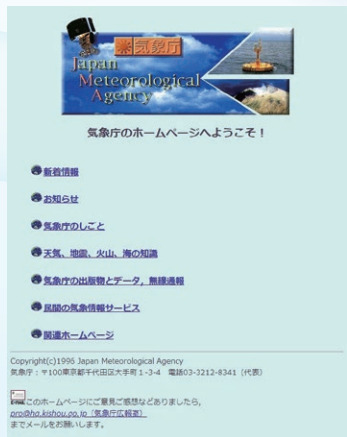 気象庁
Japan
Meteorological
Agency
気象庁のホームページへようこそ！
新着情報
お知らせ
気象庁のしごと
天気、地震、火山、海の知識
気象庁の出版物とデータ，無線通報
民間の気象情報サービス
関連ホームページ
Copyright(c)1996 Japan Meteorological Agency
気象庁：〒100東京都千代田区大手町１-3-4　電話03-3212-8341（代表）
このホームページにご意見ご感想などありましたら，
pro@hq.kishou.go.jp（気象庁広報室）
までメールをお願いします。